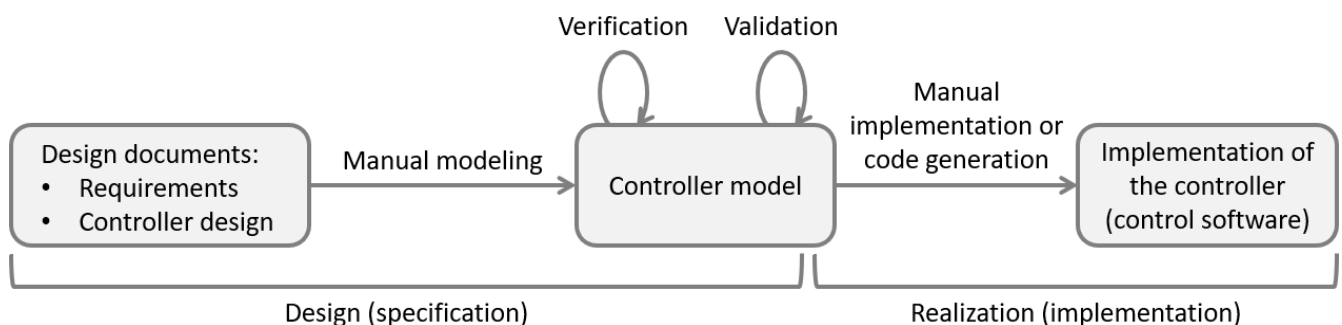 Verification
Validation
Design documents:
• Requirements
• Controller design
Manual modeling
Controller model
Manual
implementation or
code generation
Implementation of
the controller
(control software)
Design (specification)
Realization (implementation)